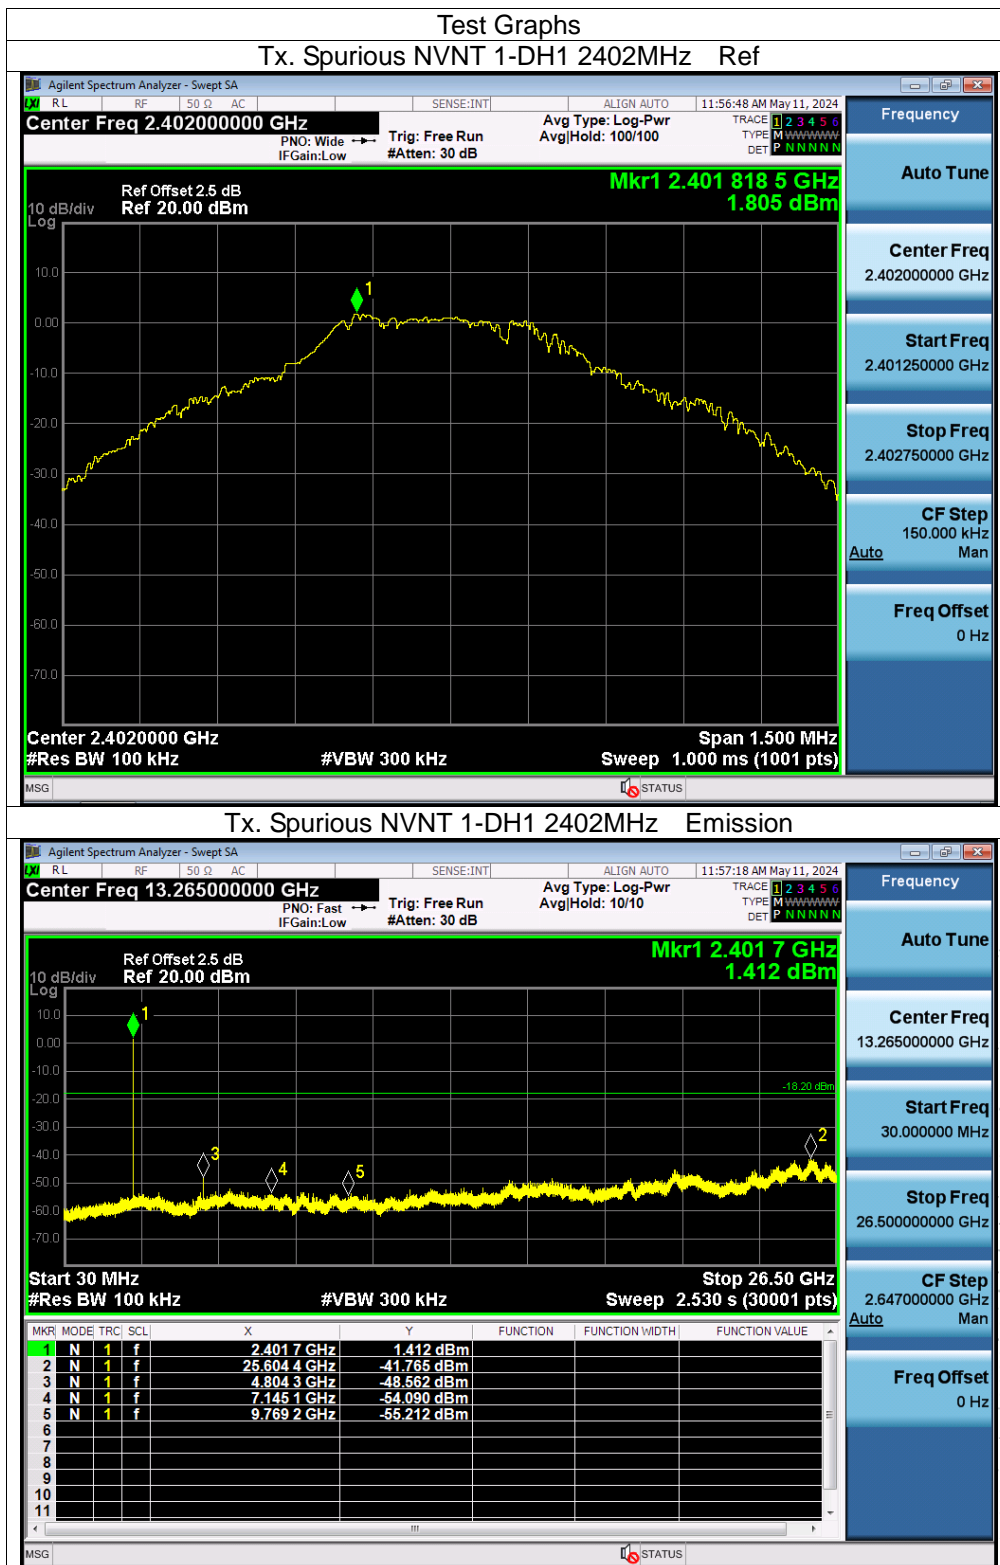 Test Graphs
Tx. Spurious NVNT 1-DH1 2402MHz Ref
Agilent Spectrum Analyzer - Swept SA
LXI RL RF 50 Ω AC SENSE:INT ALIGN AUTO 11:56:48 AM May 11, 2024
Center Freq 2.402000000 GHz
PNO: Wide
IFGain:Low
Trig: Free Run
#Atten: 30 dB
Avg Type: Log-Pwr
Avg|Hold: 100/100
TRACE 1 2 3 4 5 6
TYPE M WWWWW
DET P N N N N N
Frequency
Auto Tune
Center Freq
2.402000000 GHz
Start Freq
2.401250000 GHz
Stop Freq
2.402750000 GHz
CF Step
150.000 kHz
Auto Man
Freq Offset
0 Hz
Ref Offset 2.5 dB
10 dB/div Ref 20.00 dBm
Log
Mkr1 2.401 818 5 GHz
1.805 dBm
10.0
0.00
-10.0
-20.0
-30.0
-40.0
-50.0
-60.0
-70.0
1
Center 2.4020000 GHz Span 1.500 MHz
#Res BW 100 kHz #VBW 300 kHz Sweep 1.000 ms (1001 pts)
MSG STATUS
Tx. Spurious NVNT 1-DH1 2402MHz Emission
Agilent Spectrum Analyzer - Swept SA
LXI RL RF 50 Ω AC SENSE:INT ALIGN AUTO 11:57:18 AM May 11, 2024
Center Freq 13.265000000 GHz
PNO: Fast
IFGain:Low
Trig: Free Run
#Atten: 30 dB
Avg Type: Log-Pwr
Avg|Hold: 10/10
TRACE 1 2 3 4 5 6
TYPE M WWWWW
DET P N N N N N
Frequency
Auto Tune
Center Freq
13.265000000 GHz
Start Freq
30.000000 MHz
Stop Freq
26.500000000 GHz
CF Step
2.647000000 GHz
Auto Man
Freq Offset
0 Hz
Ref Offset 2.5 dB
10 dB/div Ref 20.00 dBm
Log
Mkr1 2.401 7 GHz
1.412 dBm
10.0
0.00
-10.0
-20.0
-30.0
-40.0
-50.0
-60.0
-70.0
-18.20 dBm
1
2
3
4
5
Start 30 MHz Stop 26.50 GHz
#Res BW 100 kHz #VBW 300 kHz Sweep 2.530 s (30001 pts)
MKR MODE TRC SCL X Y FUNCTION FUNCTION WIDTH FUNCTION VALUE
1 N 1 f 2.401 7 GHz 1.412 dBm
2 N 1 f 25.604 4 GHz -41.765 dBm
3 N 1 f 4.804 3 GHz -48.562 dBm
4 N 1 f 7.145 1 GHz -54.090 dBm
5 N 1 f 9.769 2 GHz -55.212 dBm
6
7
8
9
10
11
MSG STATUS